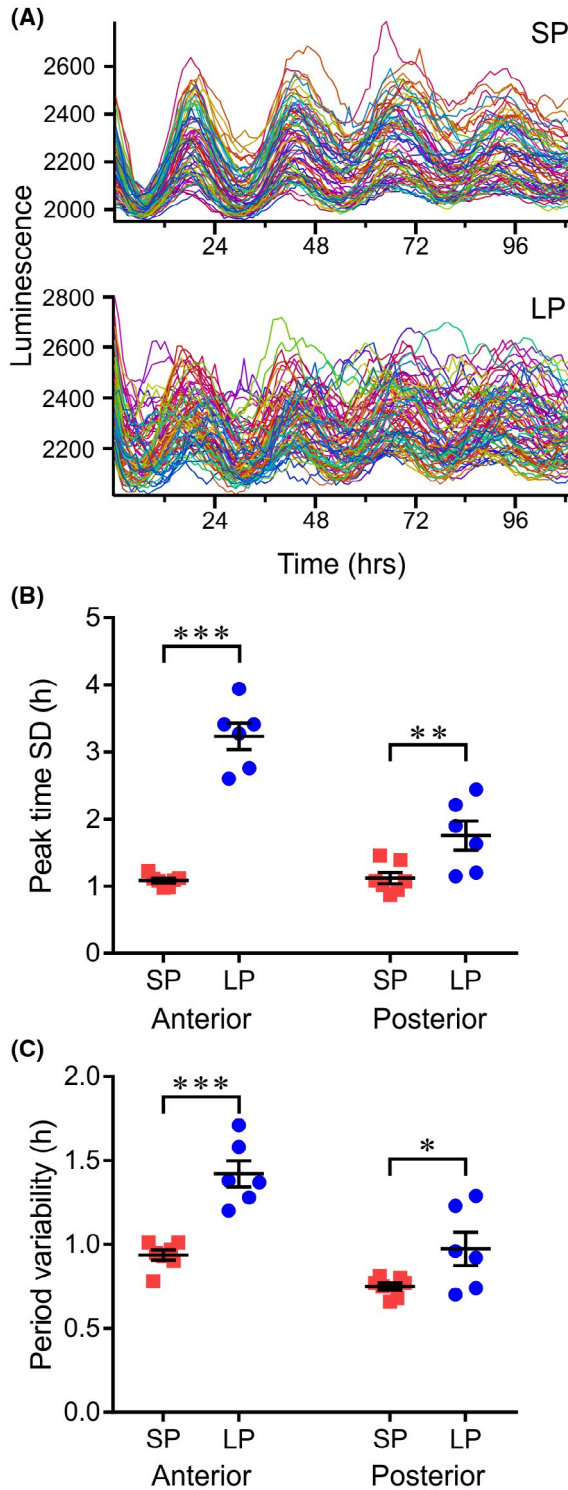 (A)
SP
2600
2400
2200
2000
24 48 72 96
Luminescence
LP
2800
2600
2400
2200
24 48 72 96
Time (hrs)
(B)
Peak time SD (h)
5
4
3
2
1
0
***
**
SP LP SP LP
Anterior Posterior
(C)
Period variability (h)
2.0
1.5
1.0
0.5
0.0
***
*
SP LP SP LP
Anterior Posterior